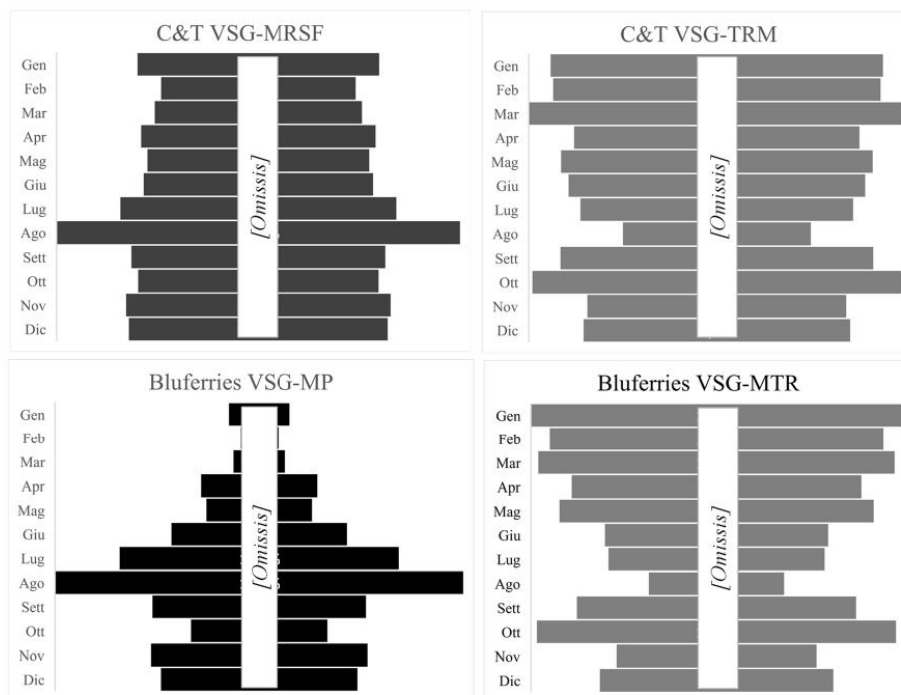 C&T VSG-MRSF
Gen
Feb
Mar
Apr
Mag
Giu
Lug
Ago
Sett
Ott
Nov
Dic
[Omissis]
C&T VSG-TRM
Gen
Feb
Mar
Apr
Mag
Giu
Lug
Ago
Sett
Ott
Nov
Dic
[Omissis]
Bluferries VSG-MP
Gen
Feb
Mar
Apr
Mag
Giu
Lug
Ago
Sett
Ott
Nov
Dic
[Omissis]
Bluferries VSG-MTR
Gen
Feb
Mar
Apr
Mag
Giu
Lug
Ago
Sett
Ott
Nov
Dic
[Omissis]